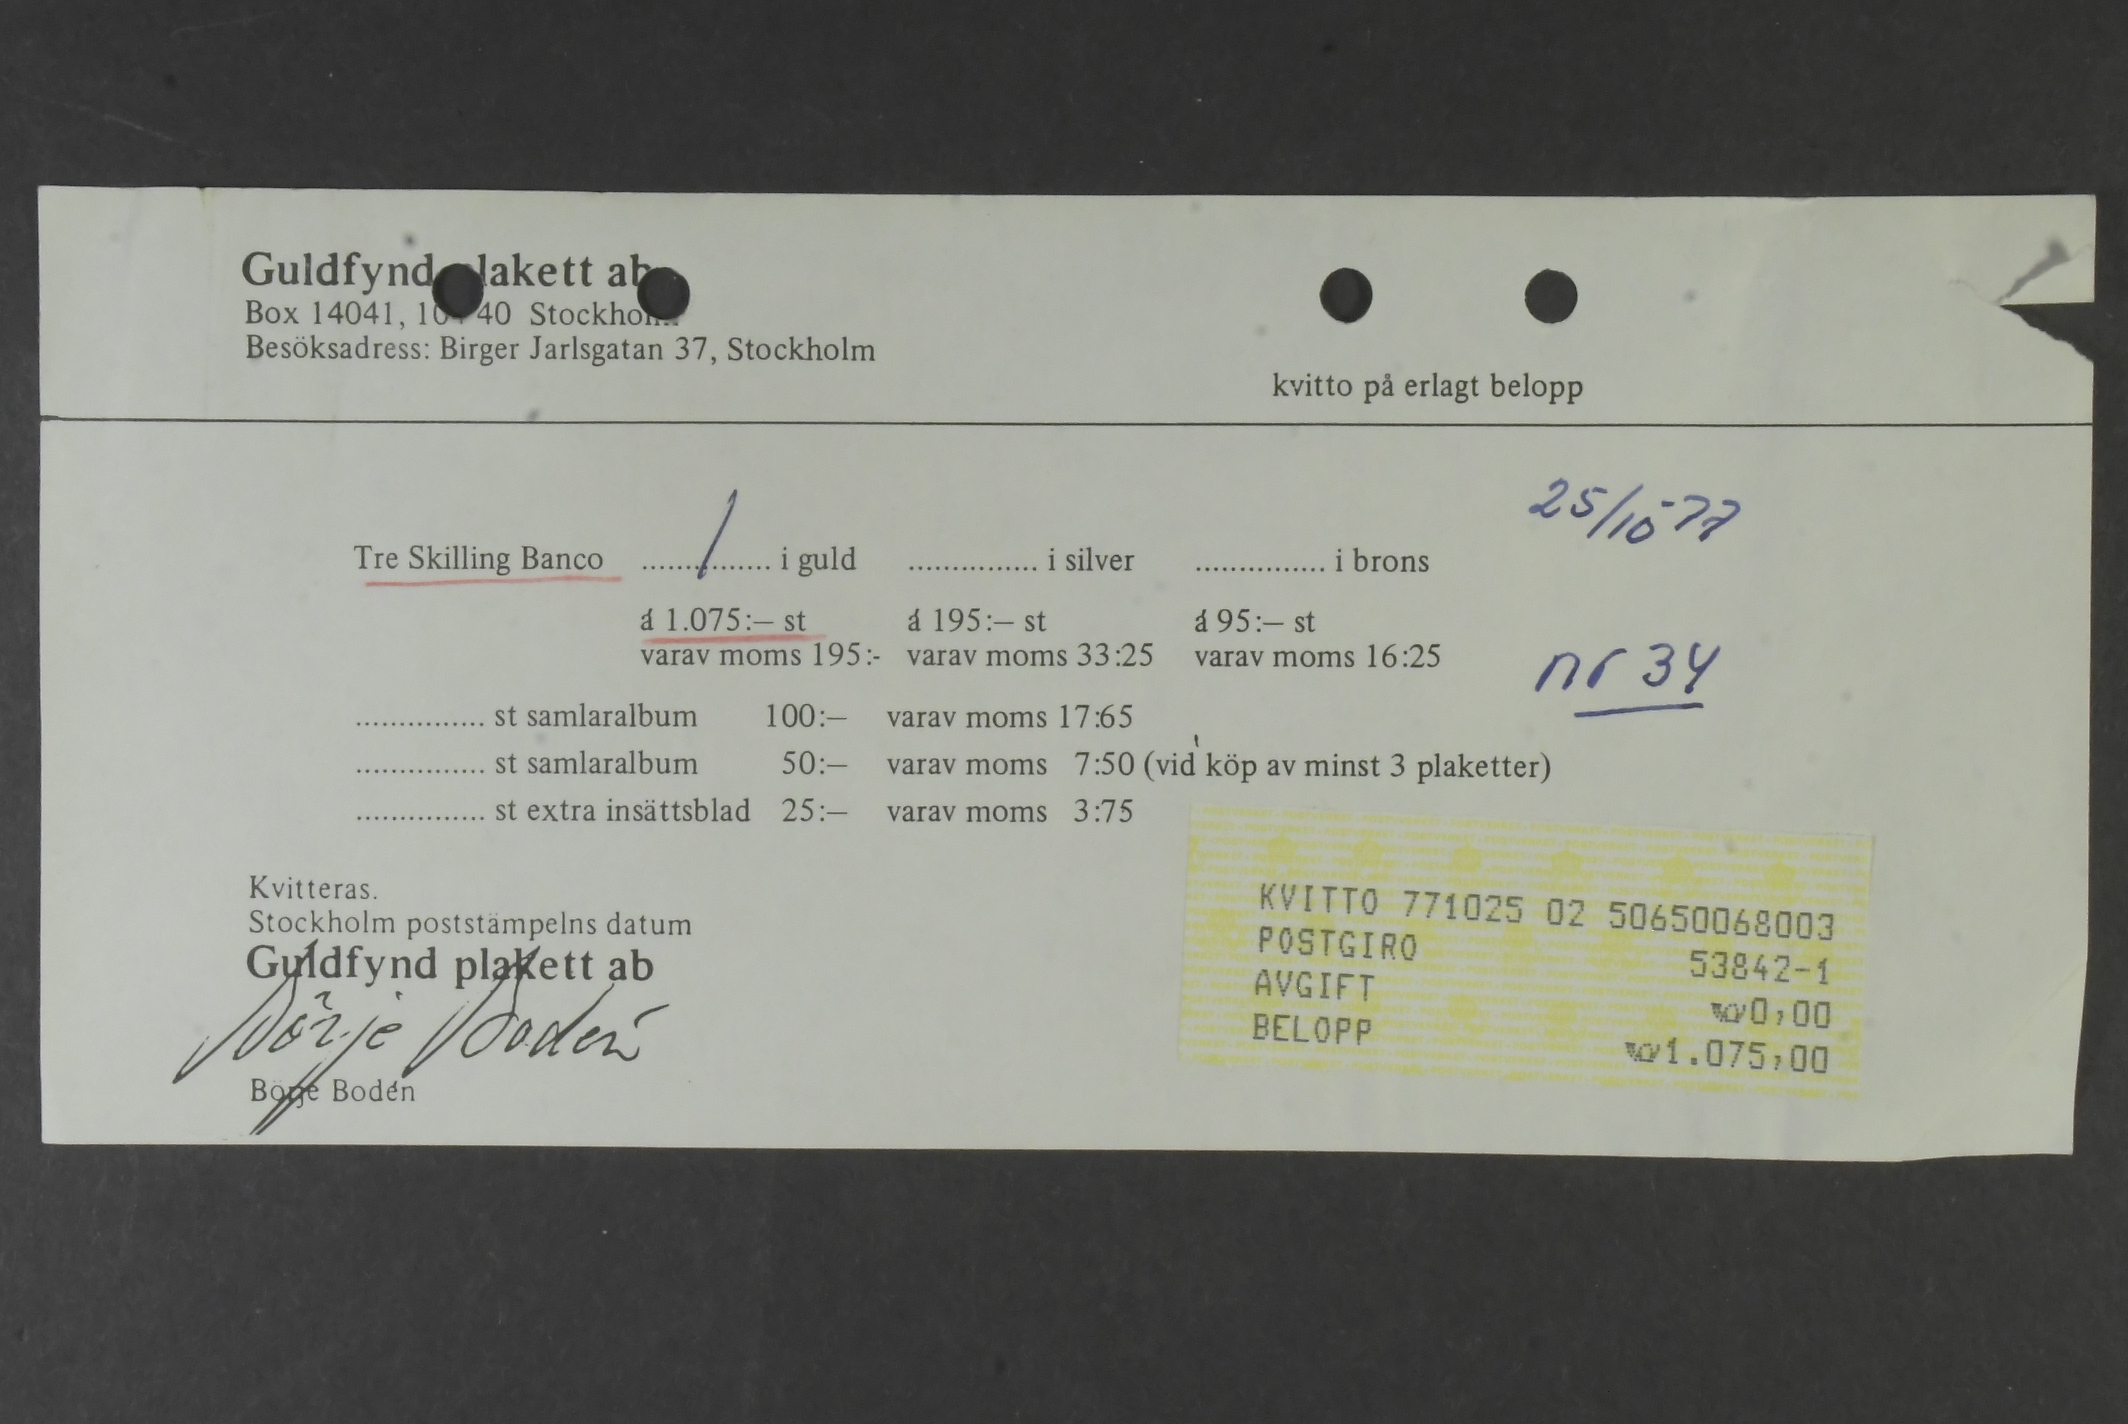 Guldfynd plakett ab
Box 14041, 10 40 Stockholm
Besöksadress: Birger Jarlsgatan 37, Stockholm
kvitto på erlagt belopp
25/10-77
Tre Skilling Banco ......1...... i guld ............... i silver ............... i brons
á 1.075:– st á 195:– st á 95:– st
varav moms 195:- varav moms 33:25 varav moms 16:25
nr 34
............... st samlaralbum 100:– varav moms 17:65
............... st samlaralbum 50:– varav moms 7:50 (vid köp av minst 3 plaketter)
............... st extra insättsblad 25:– varav moms 3:75
Kvitteras.
Stockholm poststämpelns datum
Guldfynd plakett ab
Börje Bodén
Börje Bodén
KVITTO 771025 02 50650068003
POSTGIRO 53842-1
AVGIFT 0,00
BELOPP 1.075,00